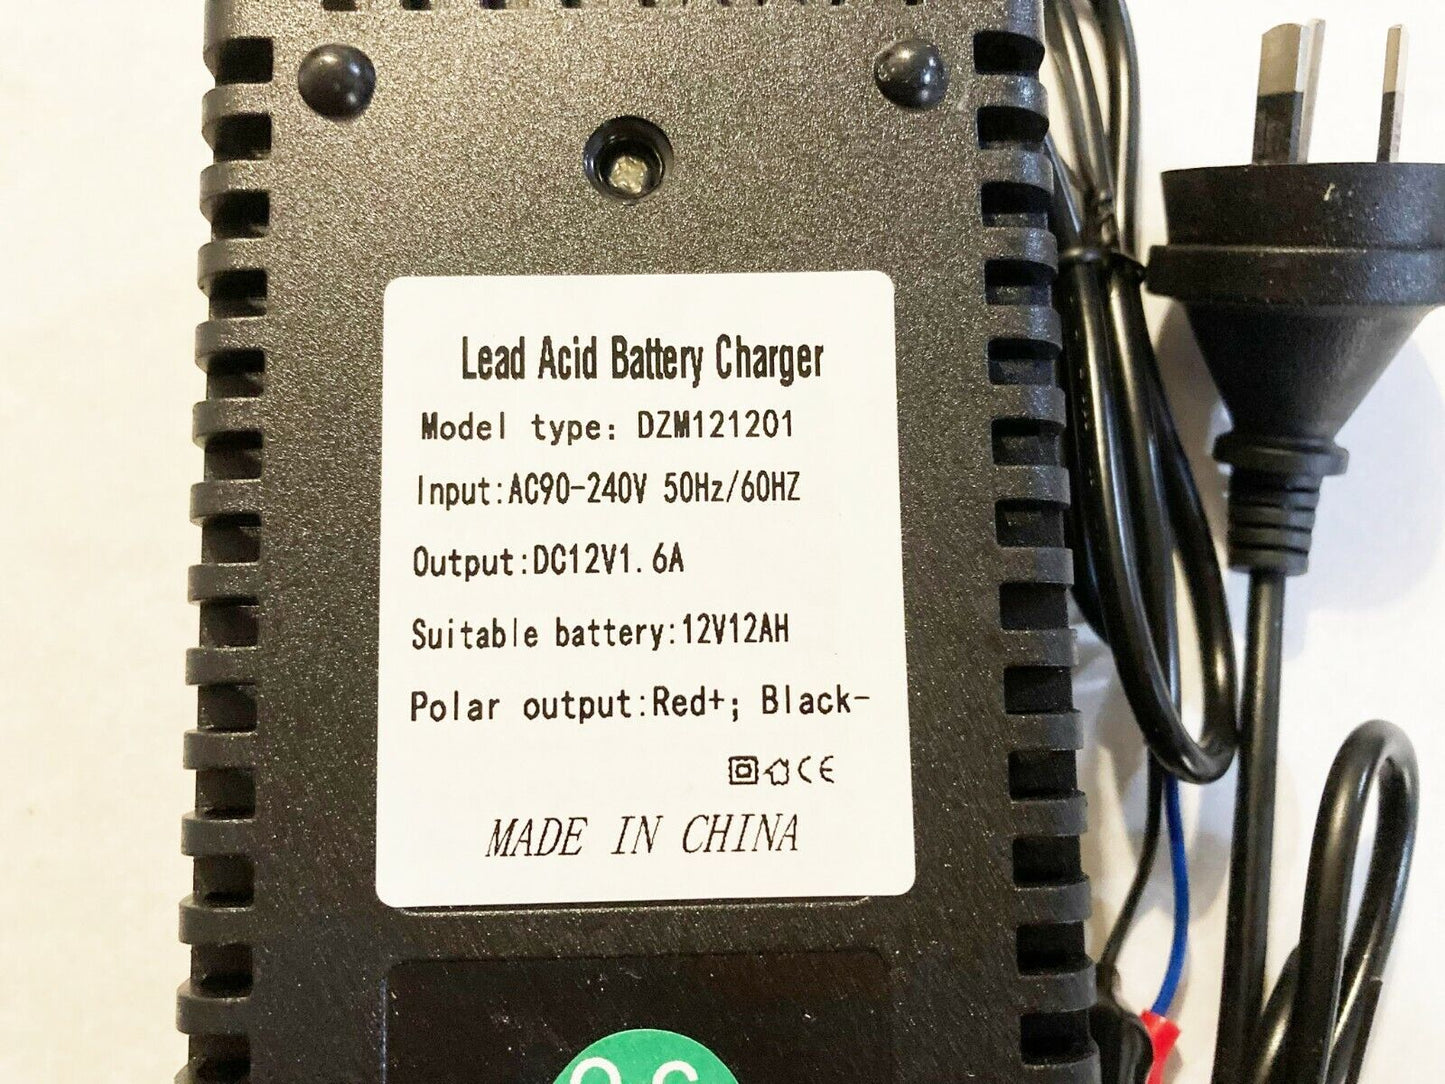 Lead Acid Battery Charger
Model type: DZM121201
Input:AC90-240V 50Hz/60HZ
Output:DC12V1.6A
Suitable battery:12V12AH
Polar output:Red+; Black-
CE
MADE IN CHINA